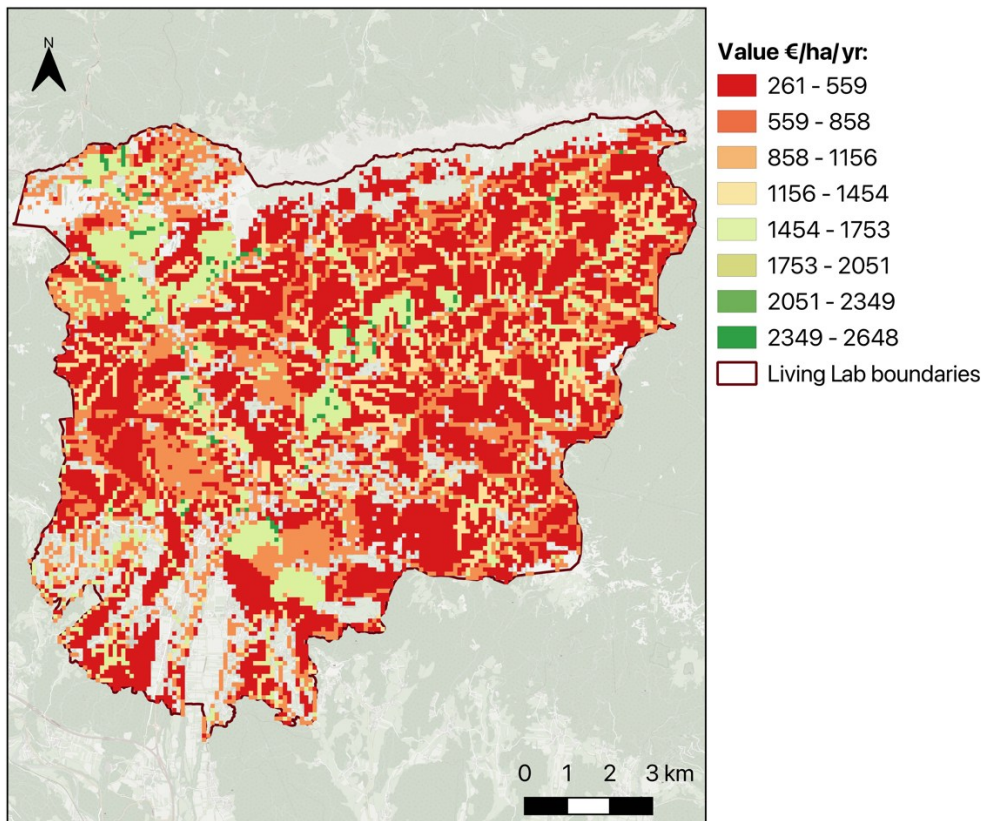 N
Value €/ha/yr:
261 - 559
559 - 858
858 - 1156
1156 - 1454
1454 - 1753
1753 - 2051
2051 - 2349
2349 - 2648
Living Lab boundaries
0 1 2 3 km